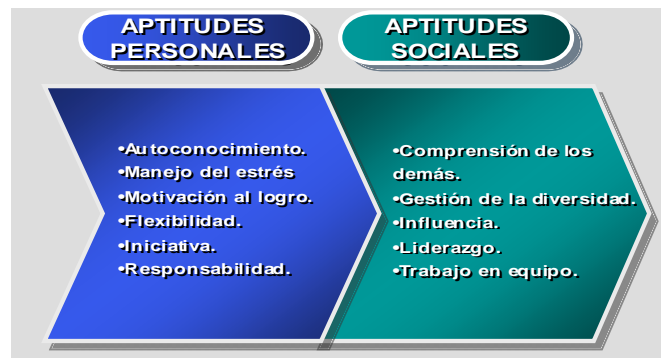 APTITUDES
PERSONALES
•Autoconocimiento.
•Manejo del estrés
•Motivación al logro.
•Flexibilidad.
•Iniciativa.
•Responsabilidad.
APTITUDES
SOCIALES
•Comprensión de los
demás.
•Gestión de la diversidad.
•Influencia.
•Liderazgo.
•Trabajo en equipo.